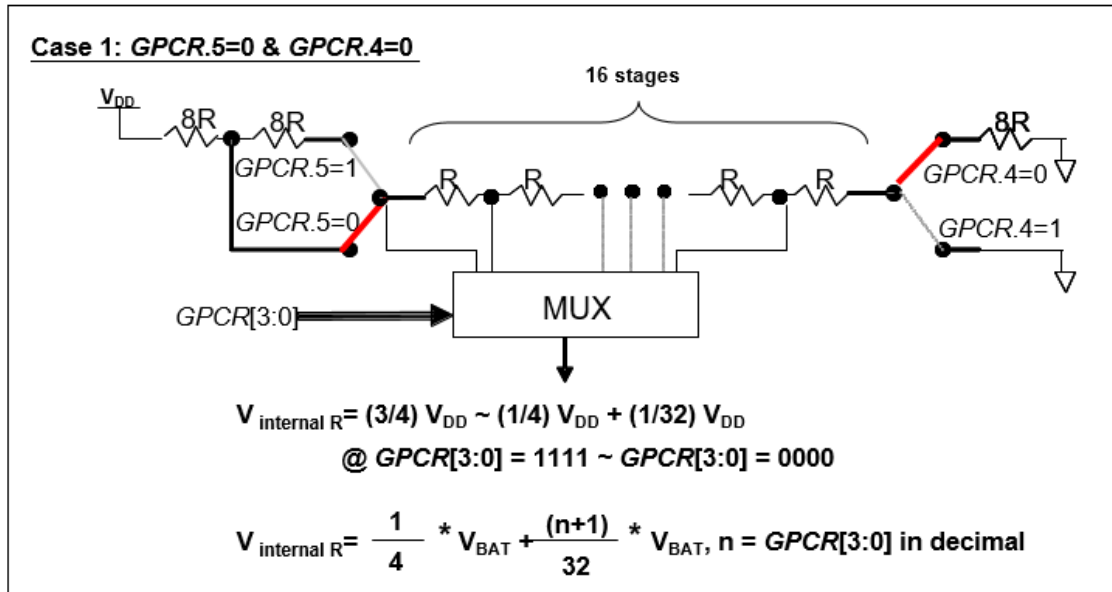 Case 1: GPCR.5=0 & GPCR.4=0
16 stages
VDD
8R
8R
8R
GPCR.5=1
R
R
R
R
GPCR.4=0
GPCR.5=0
GPCR.4=1
GPCR[3:0]
MUX
V internal R= (3/4) VDD ~ (1/4) VDD + (1/32) VDD
@ GPCR[3:0] = 1111 ~ GPCR[3:0] = 0000
V internal R= 1/4 * VBAT + (n+1)/32 * VBAT, n = GPCR[3:0] in decimal